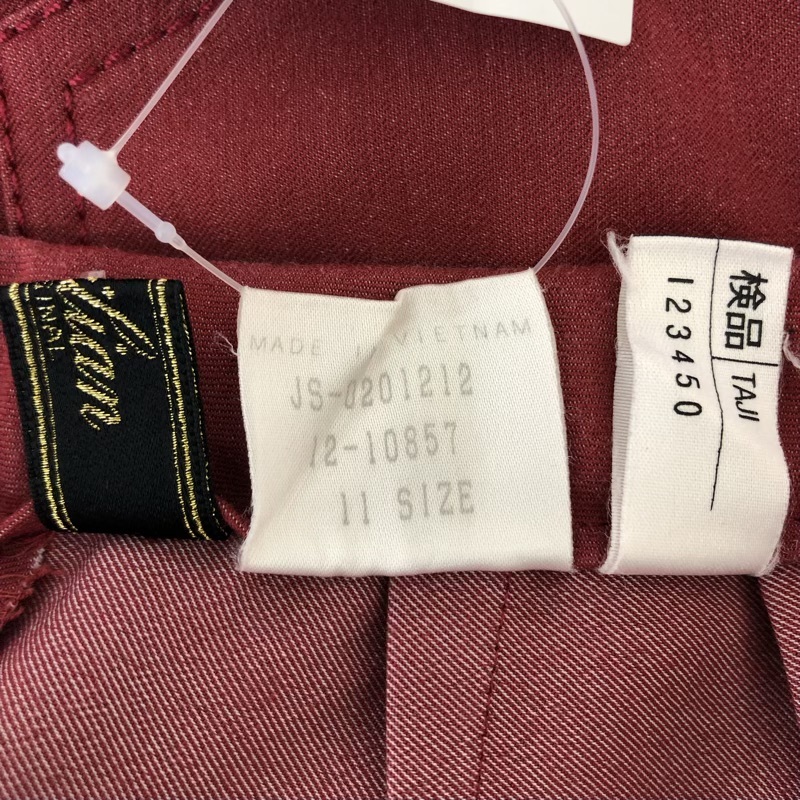 MADE IN VIETNAM
JS-0201212
12-10857
11 SIZE
検品
TAJI
123450